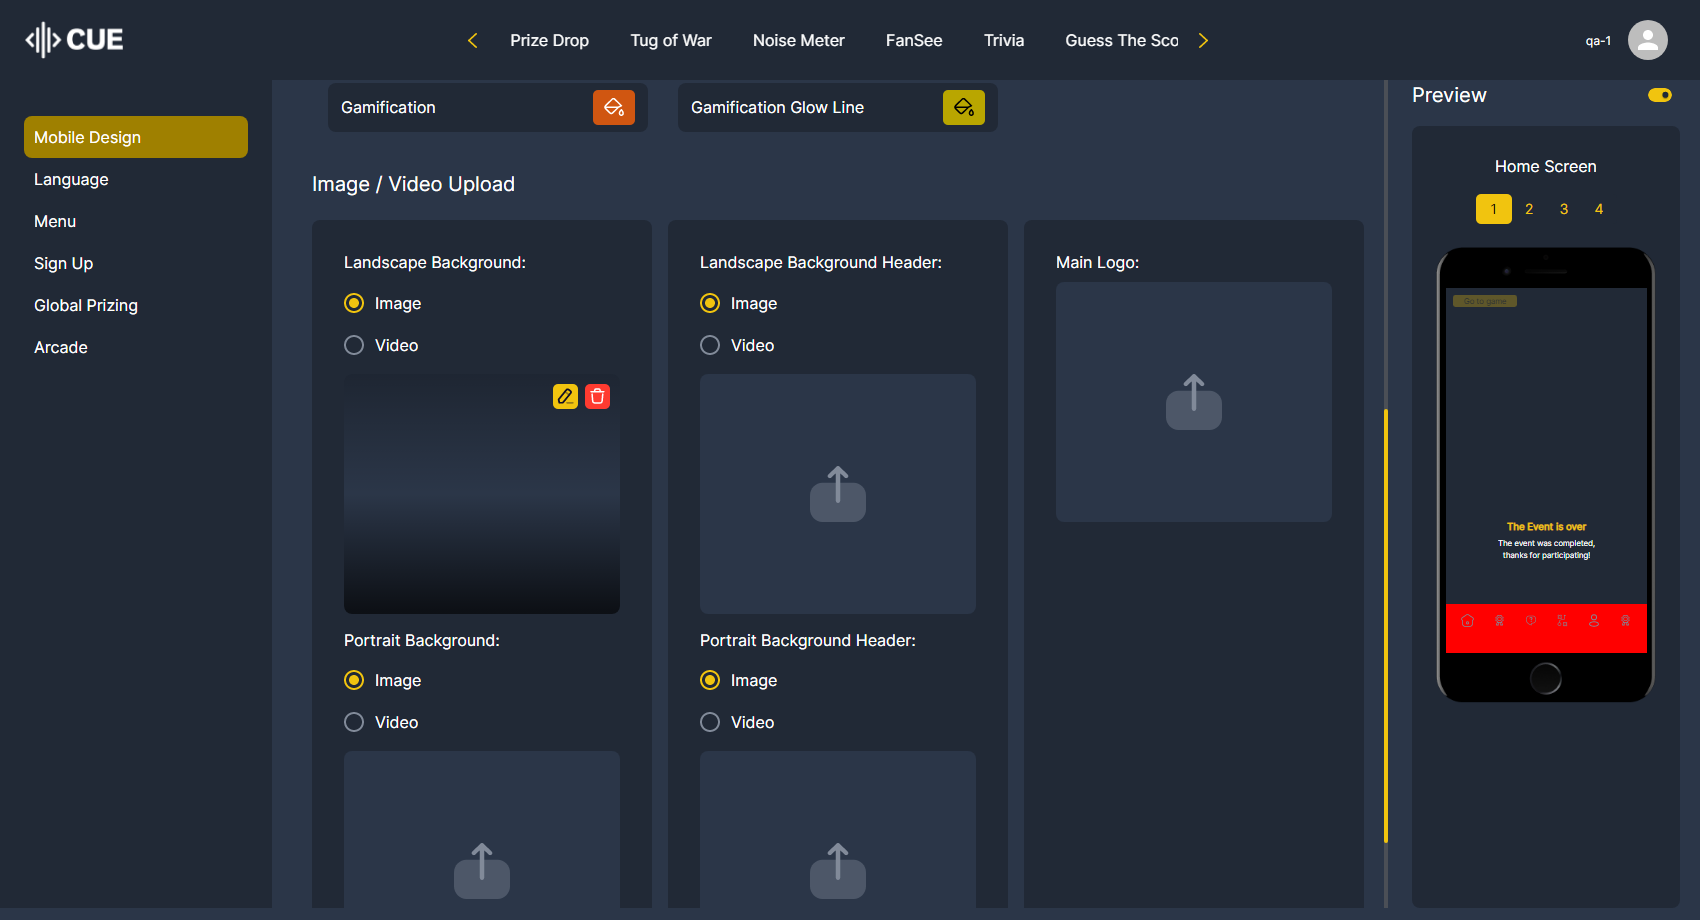 CUE
Prize Drop
Tug of War
Noise Meter
FanSee
Trivia
Guess The Sco
qa-1
Mobile Design
Language
Menu
Sign Up
Global Prizing
Arcade
Gamification
Gamification Glow Line
Image / Video Upload
Landscape Background:
Image
Video
Portrait Background:
Image
Video
Landscape Background Header:
Image
Video
Portrait Background Header:
Image
Video
Main Logo:
Preview
Home Screen
1 2 3 4
Go to game
The Event is over
The event was completed,
thanks for participating!